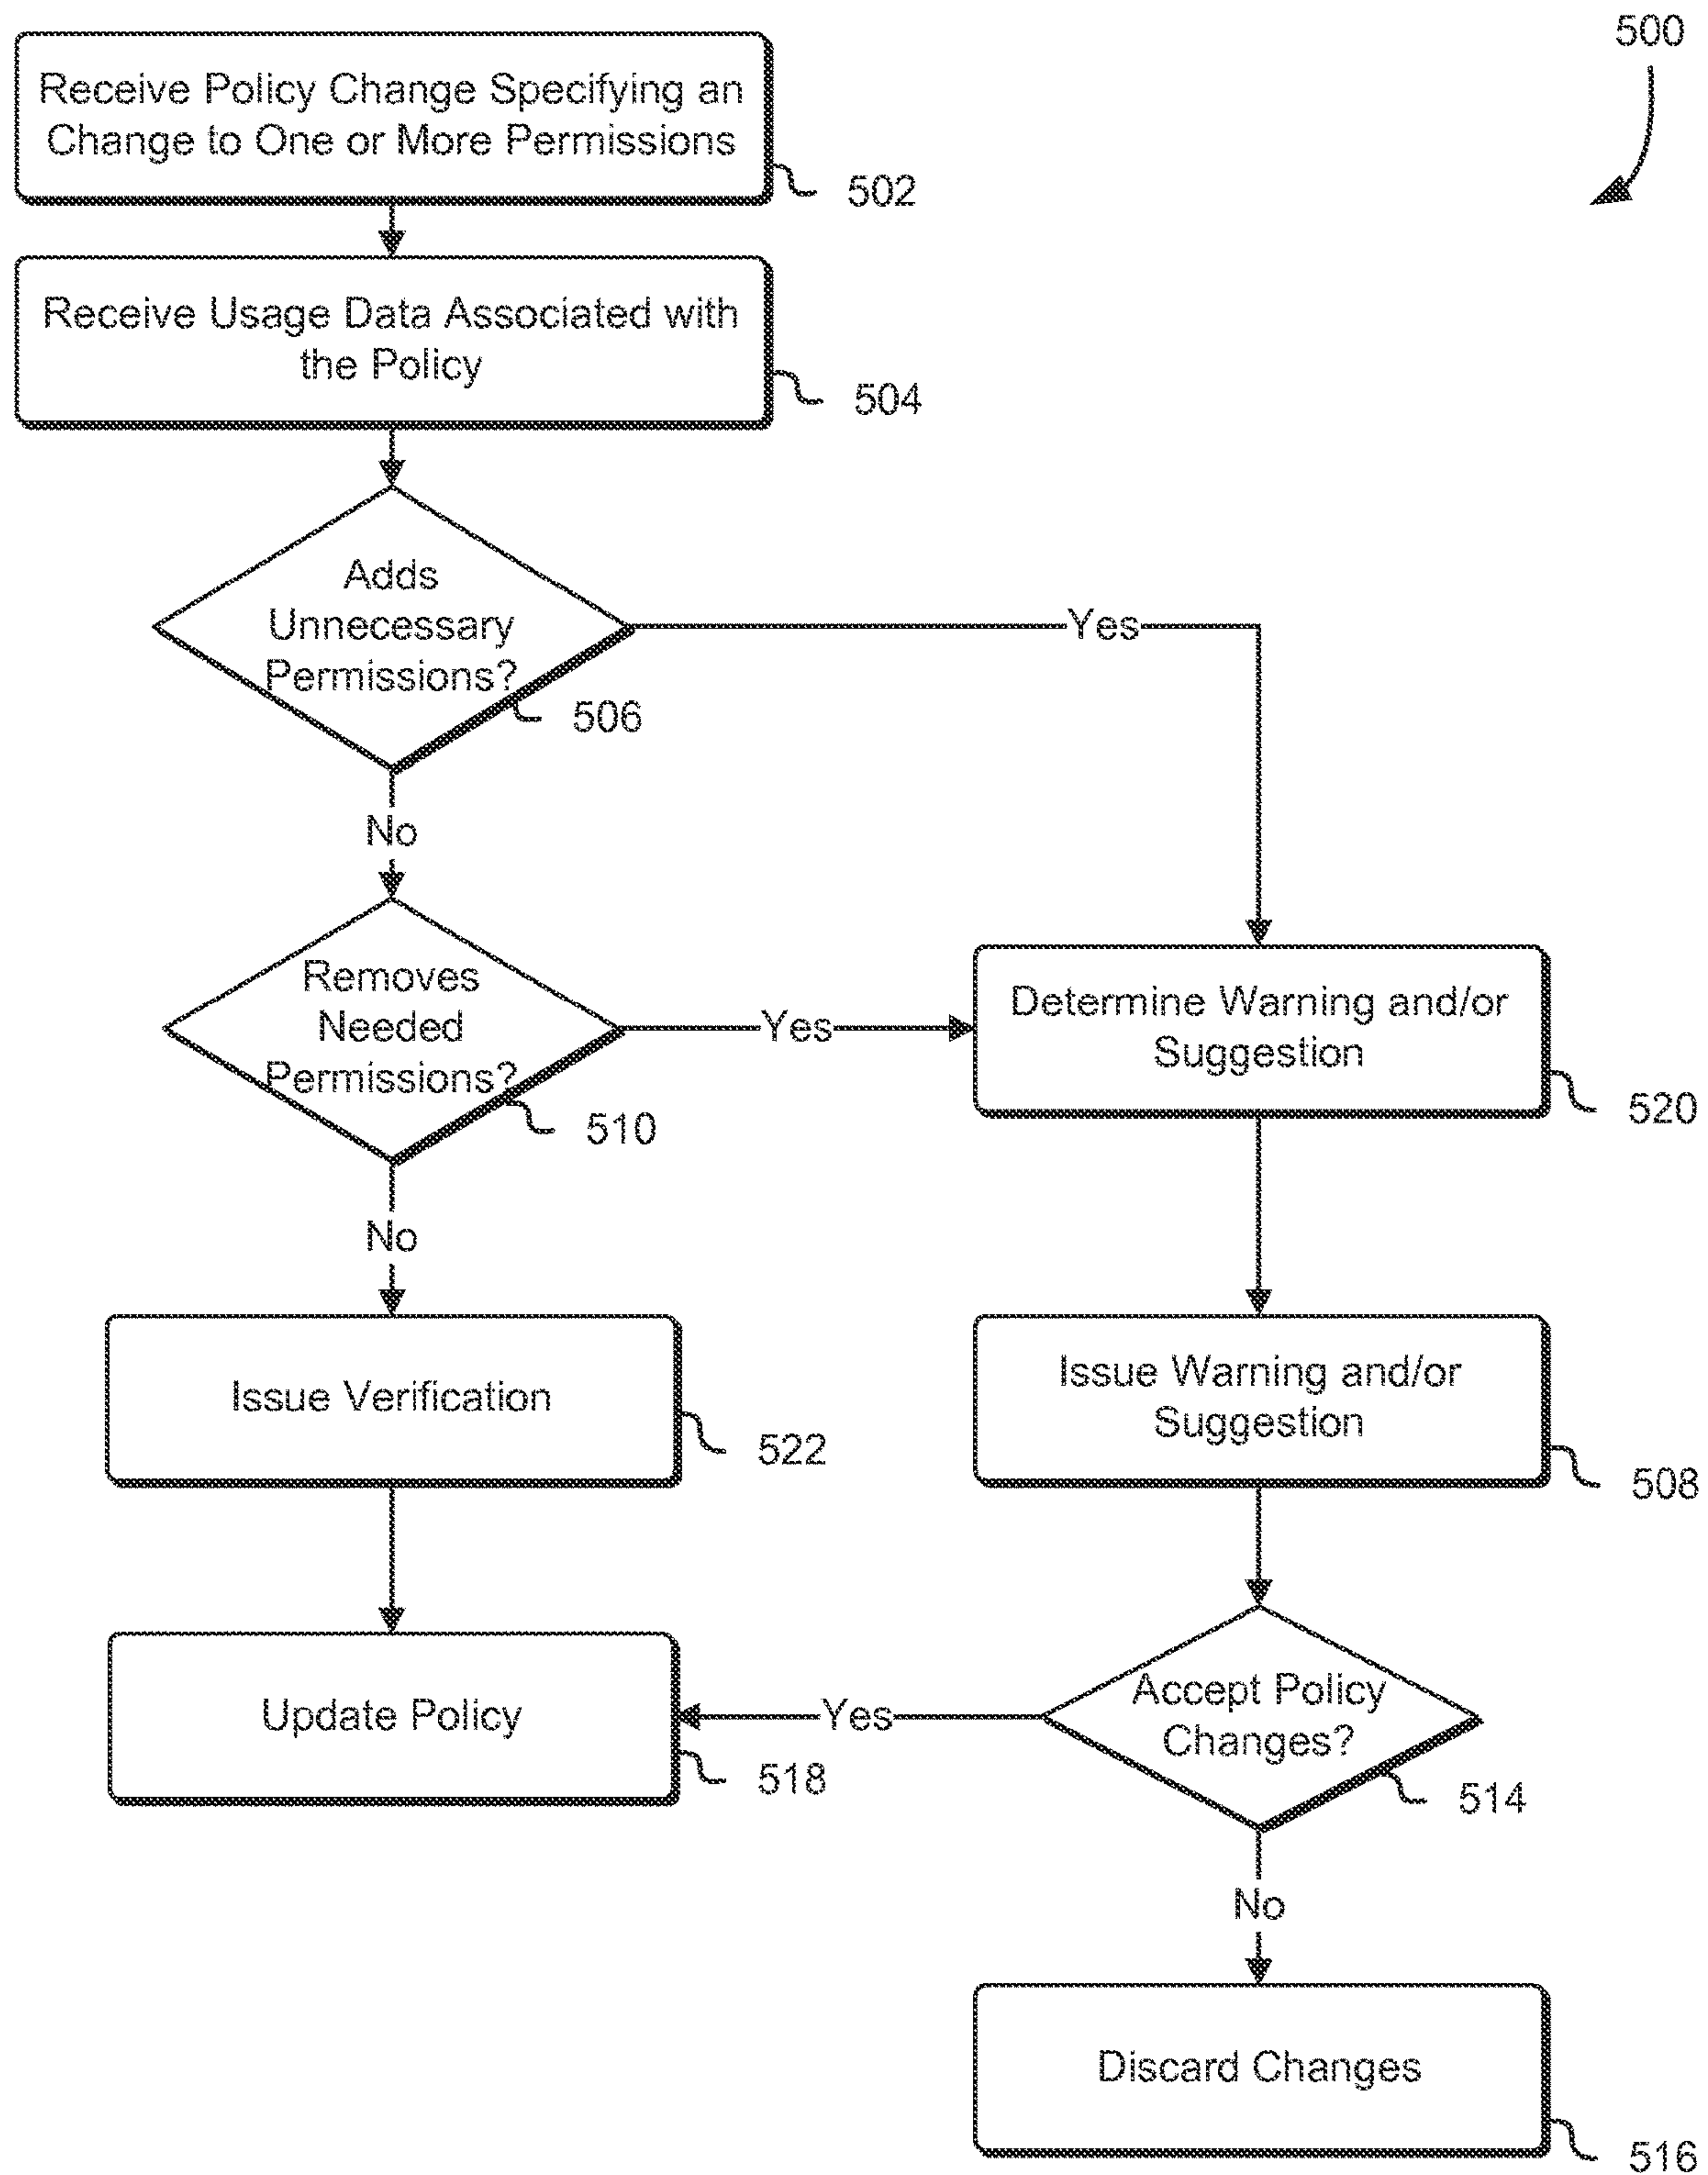 500
Receive Policy Change Specifying an
Change to One or More Permissions
502
Receive Usage Data Associated with
the Policy
504
Adds
Unnecessary
Permissions?
506
Yes
No
Removes
Needed
Permissions?
510
Yes
Determine Warning and/or
Suggestion
520
No
Issue Verification
522
Issue Warning and/or
Suggestion
508
Update Policy
518
Yes
Accept Policy
Changes?
514
No
Discard Changes
516